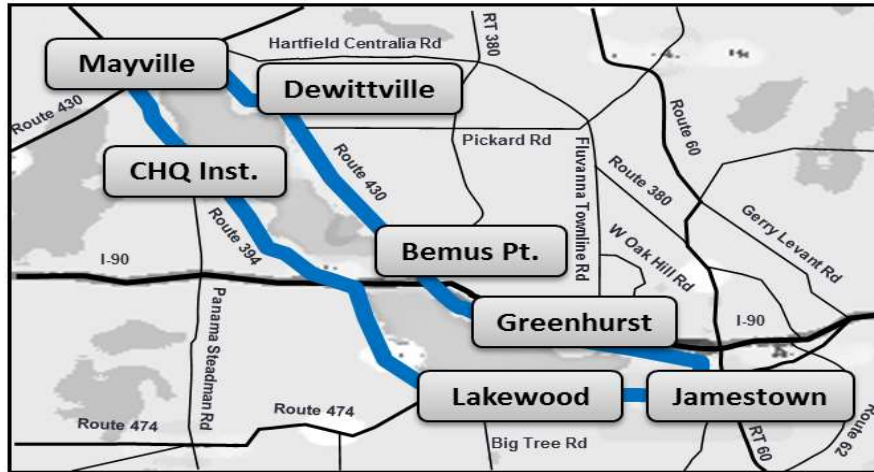 RT 380
Hartfield Centralia Rd
Mayville
Dewittville
Route 60
Route 430
Pickard Rd
Route 430
Fluvanna Townline Rd
Route 380
CHQ Inst.
Route 394
Gerry Levant Rd
W Oak Hill Rd
Bemus Pt.
I-90
Panama Steadman Rd
Greenhurst
I-90
Lakewood
Jamestown
Route 474
Route 474
Big Tree Rd
RT 60
Route 62